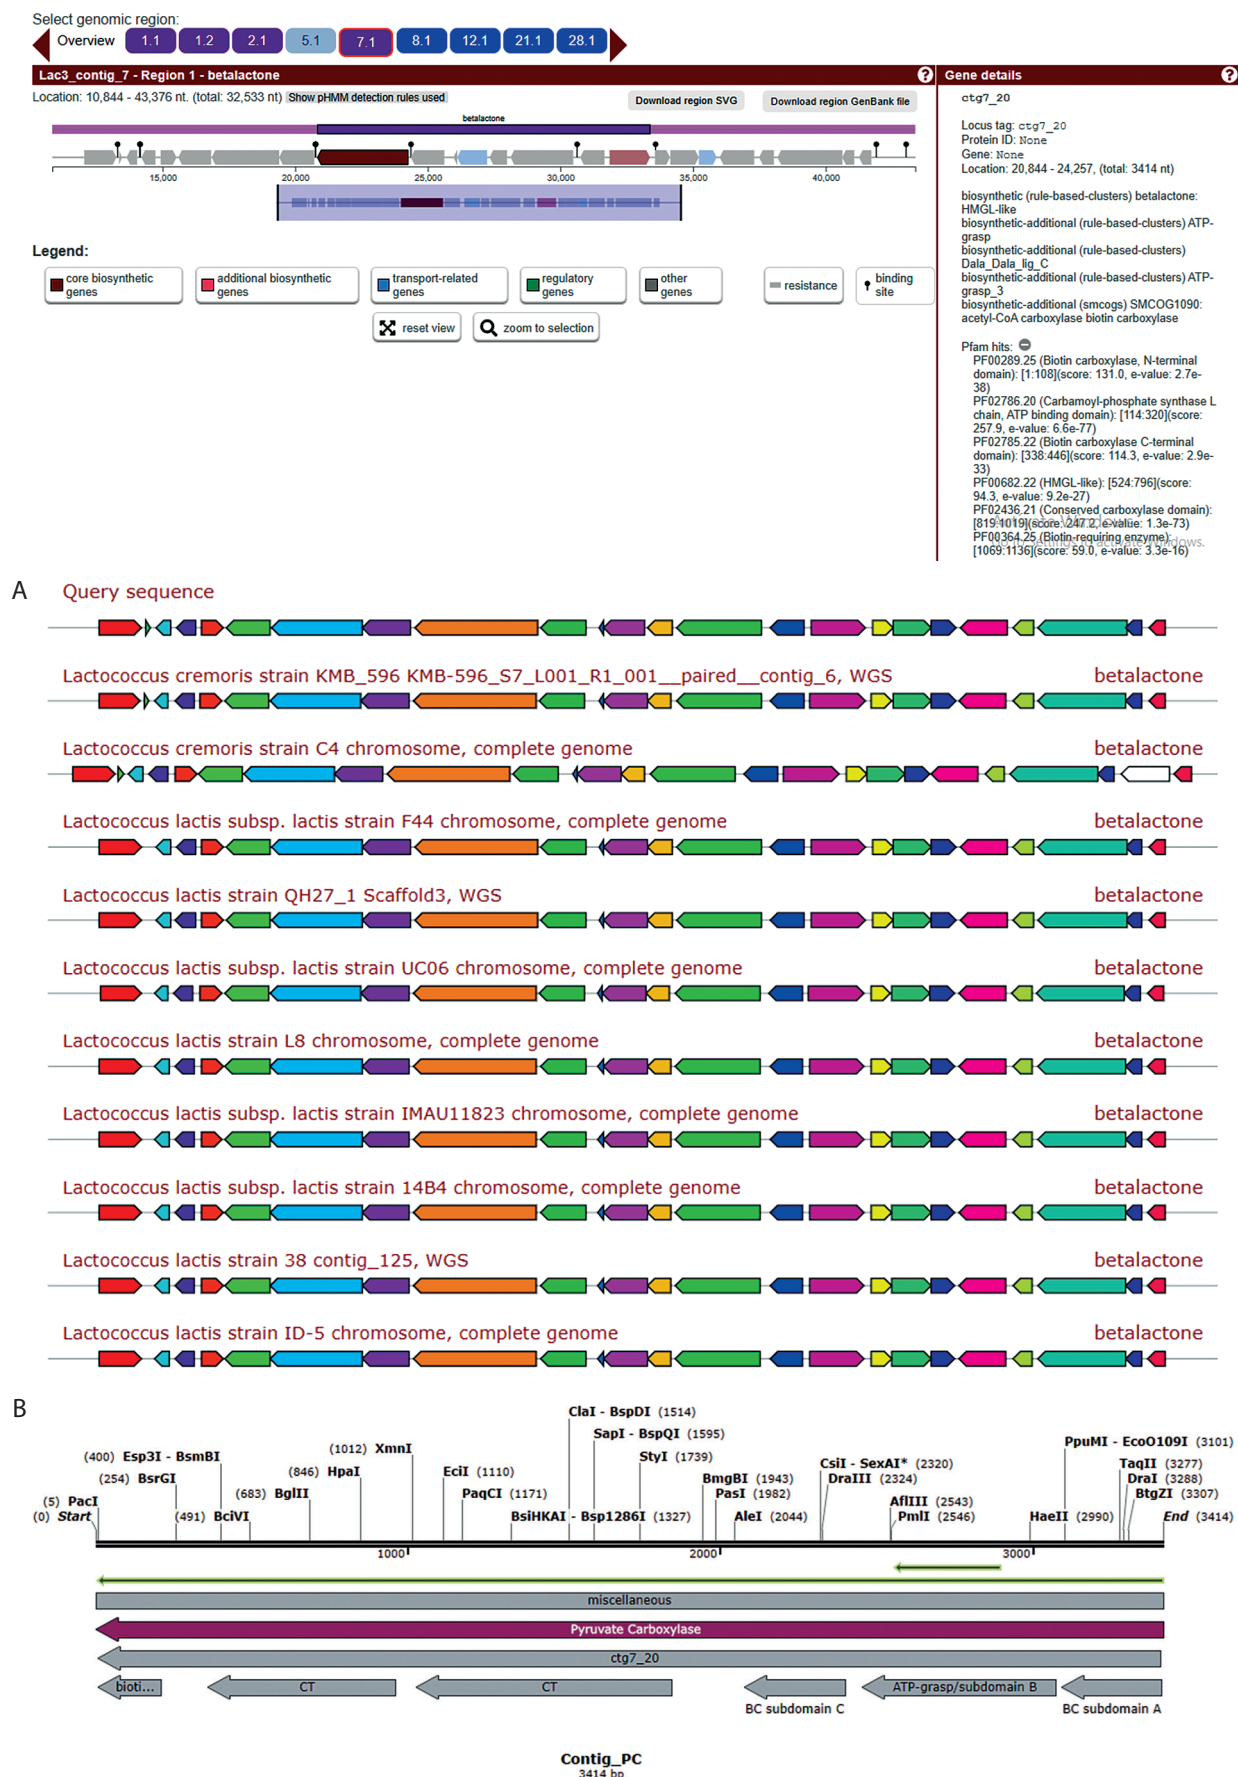 Select genomic region:
Overview 1.1 1.2 2.1 5.1 7.1 8.1 12.1 21.1 28.1
Lac3_contig_7 - Region 1 - betalactone ?
Location: 10,844 - 43,376 nt. (total: 32,533 nt) Show pHMM detection rules used
Download region SVG Download region GenBank file
betalactone
15,000 20,000 25,000 30,000 35,000 40,000
Legend:
core biosynthetic genes
additional biosynthetic genes
transport-related genes
regulatory genes
other genes
resistance
binding site
reset view zoom to selection
Gene details ?
ctg7_20
Locus tag: ctg7_20
Protein ID: None
Gene: None
Location: 20,844 - 24,257, (total: 3414 nt)
biosynthetic (rule-based-clusters) betalactone:
HMGL-like
biosynthetic-additional (rule-based-clusters) ATP-
grasp
biosynthetic-additional (rule-based-clusters)
Dala_Dala_lig_C
biosynthetic-additional (rule-based-clusters) ATP-
grasp_3
biosynthetic-additional (smcogs) SMCOG1090:
acetyl-CoA carboxylase biotin carboxylase
Pfam hits:
PF00289.25 (Biotin carboxylase, N-terminal
domain): [1:108](score: 131.0, e-value: 2.7e-
38)
PF02786.20 (Carbamoyl-phosphate synthase L
chain, ATP binding domain): [114:320](score:
257.9, e-value: 6.6e-77)
PF02785.22 (Biotin carboxylase C-terminal
domain): [338:446](score: 114.3, e-value: 2.9e-
33)
PF00682.22 (HMGL-like): [524:796](score:
94.3, e-value: 9.2e-27)
PF02436.21 (Conserved carboxylase domain):
[819:1019](score: 247.2, e-value: 1.3e-73)
PF00364.25 (Biotin-requiring enzyme):
[1069:1136](score: 59.0, e-value: 3.3e-16)
Activate Windows
Go to Settings to activate Windows.
A
Query sequence
Lactococcus cremoris strain KMB_596 KMB-596_S7_L001_R1_001__paired__contig_6, WGS betalactone
Lactococcus cremoris strain C4 chromosome, complete genome betalactone
Lactococcus lactis subsp. lactis strain F44 chromosome, complete genome betalactone
Lactococcus lactis strain QH27_1 Scaffold3, WGS betalactone
Lactococcus lactis subsp. lactis strain UC06 chromosome, complete genome betalactone
Lactococcus lactis strain L8 chromosome, complete genome betalactone
Lactococcus lactis subsp. lactis strain IMAU11823 chromosome, complete genome betalactone
Lactococcus lactis subsp. lactis strain 14B4 chromosome, complete genome betalactone
Lactococcus lactis strain 38 contig_125, WGS betalactone
Lactococcus lactis strain ID-5 chromosome, complete genome betalactone
B
ClaI - BspDI (1514)
SapI - BspQI (1595)
(1012) XmnI
PpuMI - EcoO109I (3101)
(400) Esp3I - BsmBI
StyI (1739)
CsiI - SexAI* (2320)
TaqII (3277)
(254) BsrGI
(846) HpaI
EciI (1110)
BmgBI (1943)
DraIII (2324)
DraI (3288)
(683) BglII
PaqCI (1171)
PasI (1982)
BtgZI (3307)
(5) PacI
AflIII (2543)
(0) Start
(491) BciVI
BsiHKAI - Bsp1286I (1327)
AleI (2044)
PmlI (2546)
HaeII (2990)
End (3414)
1000 2000 3000
miscellaneous
Pyruvate Carboxylase
ctg7_20
bioti... CT CT ATP-grasp/subdomain B
BC subdomain C BC subdomain A
Contig_PC
3414 bp